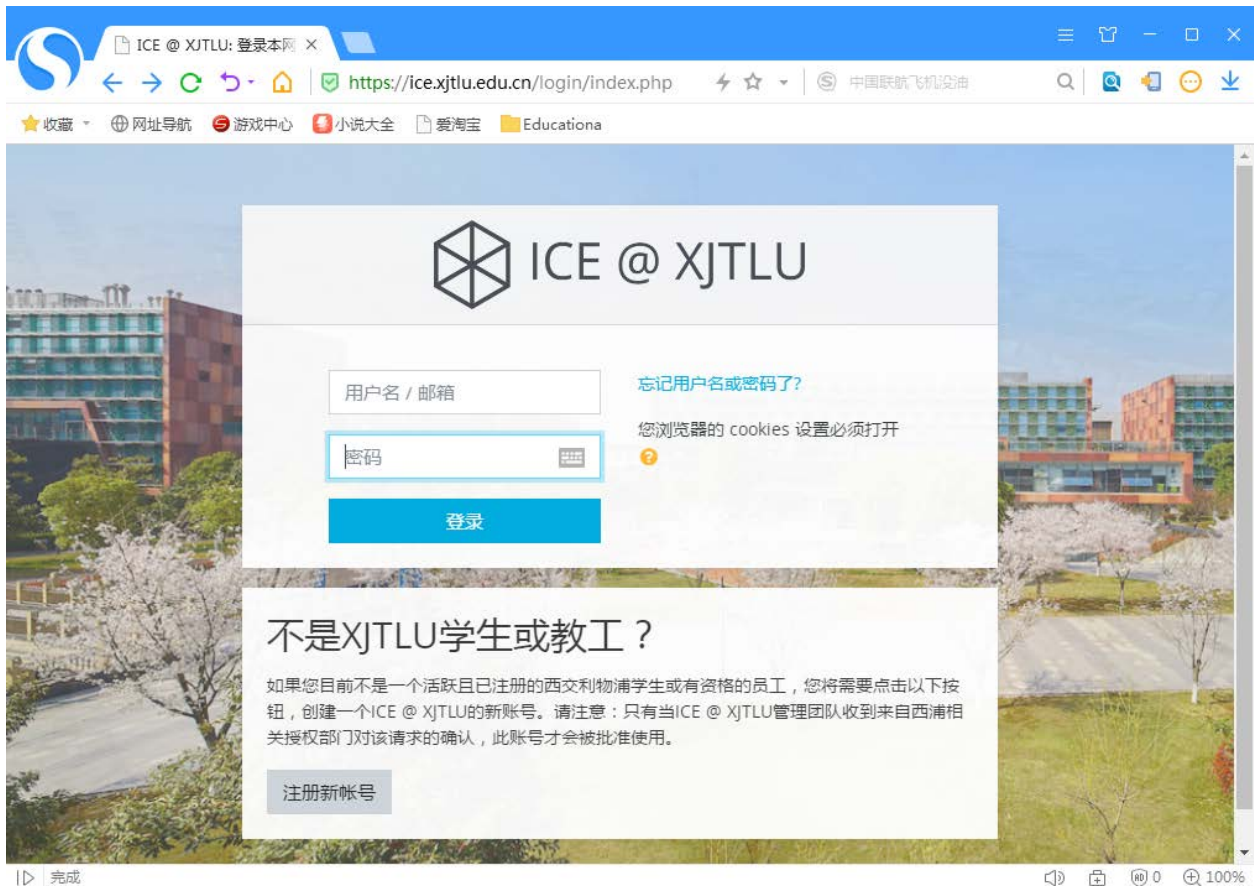 ICE @ XJTLU: 登录本网
https://ice.xjtlu.edu.cn/login/index.php
中国联航飞机没油
收藏 网址导航 游戏中心 小说大全 爱淘宝 Educationa
ICE @ XJTLU
用户名 / 邮箱
忘记用户名或密码了?
您浏览器的 cookies 设置必须打开
密码
登录
不是XJTLU学生或教工？
如果您目前不是一个活跃且已注册的西交利物浦学生或有资格的员工，您将需要点击以下按
钮，创建一个ICE @ XJTLU的新账号。请注意：只有当ICE @ XJTLU管理团队收到来自西浦相
关授权部门对该请求的确认，此账号才会被批准使用。
注册新帐号
完成
0 100%